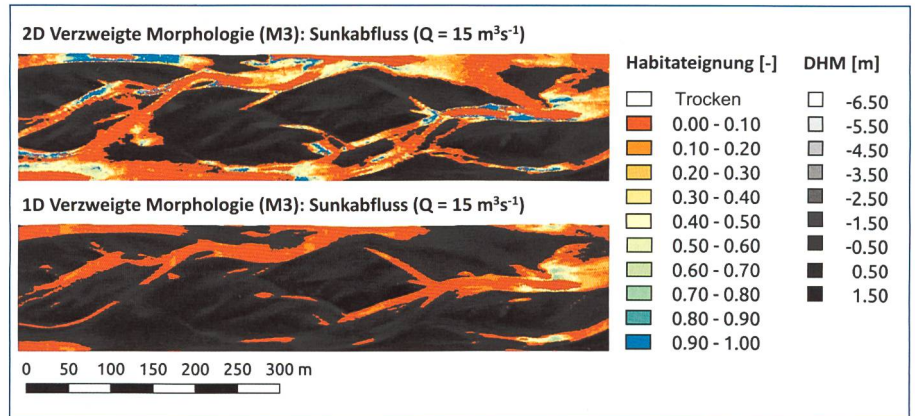 2D Verzweigte Morphologie (M3): Sunkabfluss (Q = 15 m³s⁻¹)
1D Verzweigte Morphologie (M3): Sunkabfluss (Q = 15 m³s⁻¹)
0 50 100 150 200 250 300 m
Habitateignung [-]
Trocken
0.00 - 0.10
0.10 - 0.20
0.20 - 0.30
0.30 - 0.40
0.40 - 0.50
0.50 - 0.60
0.60 - 0.70
0.70 - 0.80
0.80 - 0.90
0.90 - 1.00
DHM [m]
-6.50
-5.50
-4.50
-3.50
-2.50
-1.50
-0.50
0.50
1.50